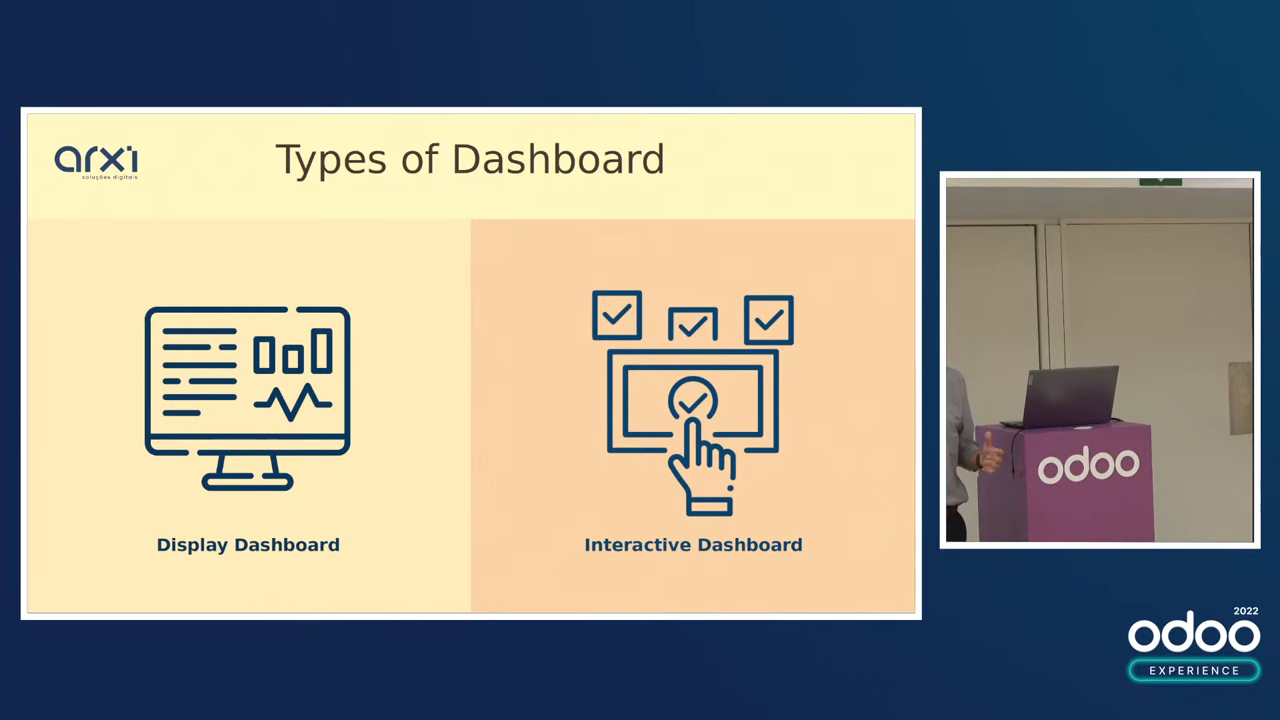 arxi
soluções digitais
Types of Dashboard
Display Dashboard
Interactive Dashboard
odoo
2022
odoo
EXPERIENCE